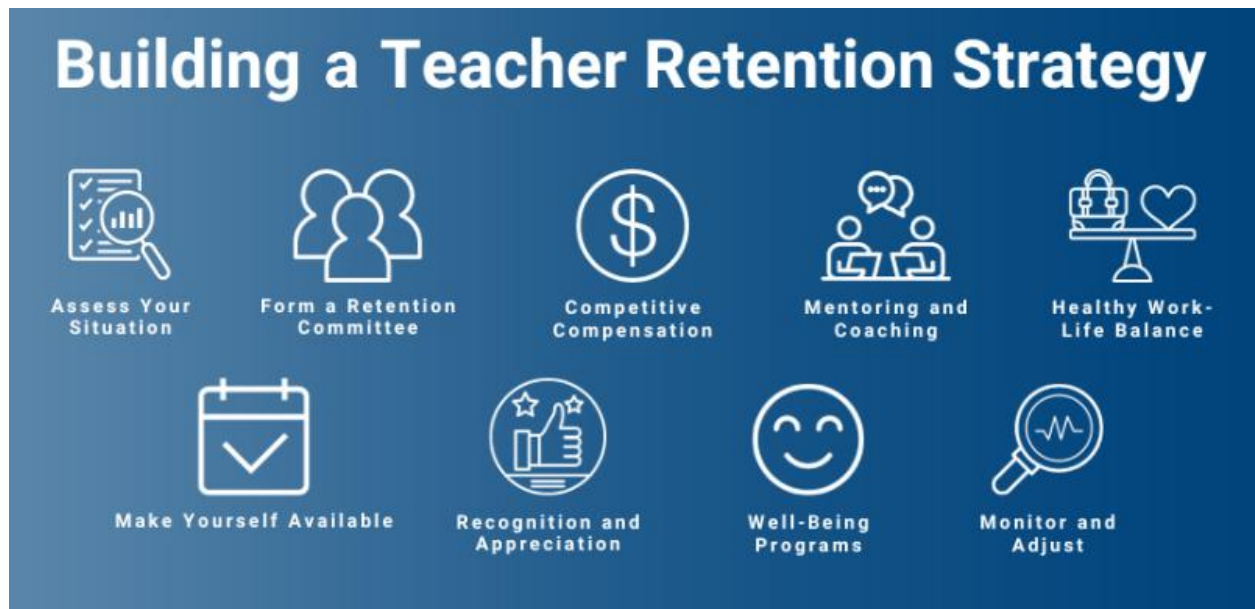 Building a Teacher Retention Strategy
Assess Your
Situation
Form a Retention
Committee
Competitive
Compensation
Mentoring and
Coaching
Healthy Work-
Life Balance
Make Yourself Available
Recognition and
Appreciation
Well-Being
Programs
Monitor and
Adjust